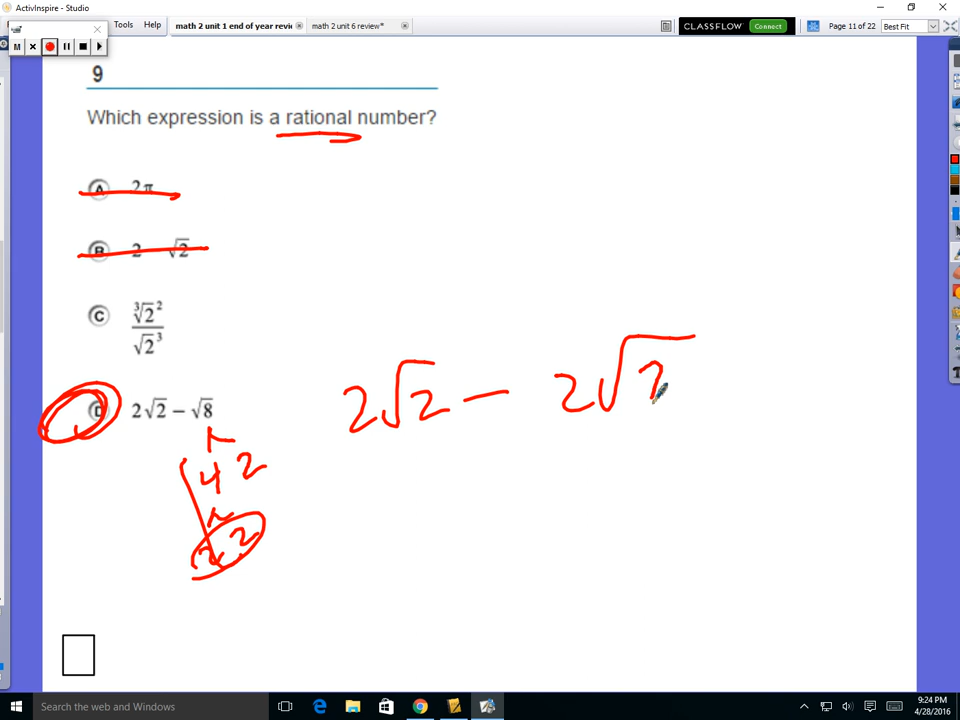 ActivInspire - Studio
Tools Help math 2 unit 1 end of year revi math 2 unit 6 review* CLASSFLOW Connect Page 11 of 22 Best Fit
M
9
Which expression is a rational number?
A 2π
B 2 √2
C ∛2² / √2³
D 2√2 − √8
2√2 − 2√2
4 2
2 2
Search the web and Windows
9:24 PM
4/28/2016